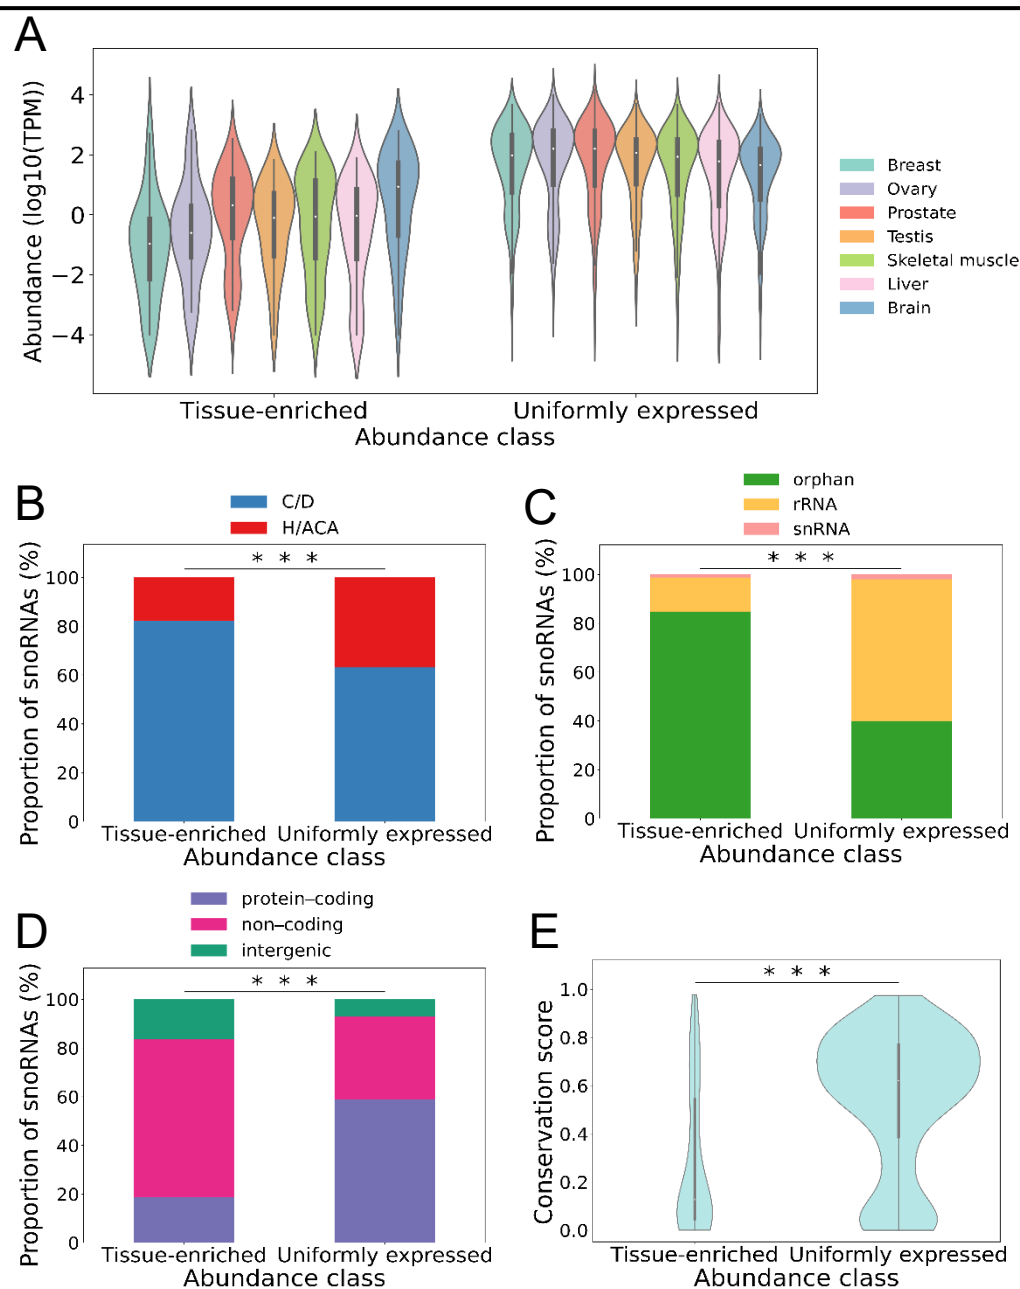 A
Abundance (log10(TPM))
4
2
0
−2
−4
Tissue-enriched
Uniformly expressed
Abundance class
Breast
Ovary
Prostate
Testis
Skeletal muscle
Liver
Brain
B
C/D
H/ACA
* * *
Proportion of snoRNAs (%)
100
80
60
40
20
0
Tissue-enriched
Uniformly expressed
Abundance class
C
orphan
rRNA
snRNA
* * *
Proportion of snoRNAs (%)
100
80
60
40
20
0
Tissue-enriched
Uniformly expressed
Abundance class
D
protein–coding
non–coding
intergenic
* * *
Proportion of snoRNAs (%)
100
80
60
40
20
0
Tissue-enriched
Uniformly expressed
Abundance class
E
* * *
Conservation score
1.0
0.8
0.6
0.4
0.2
0.0
Tissue-enriched
Uniformly expressed
Abundance class